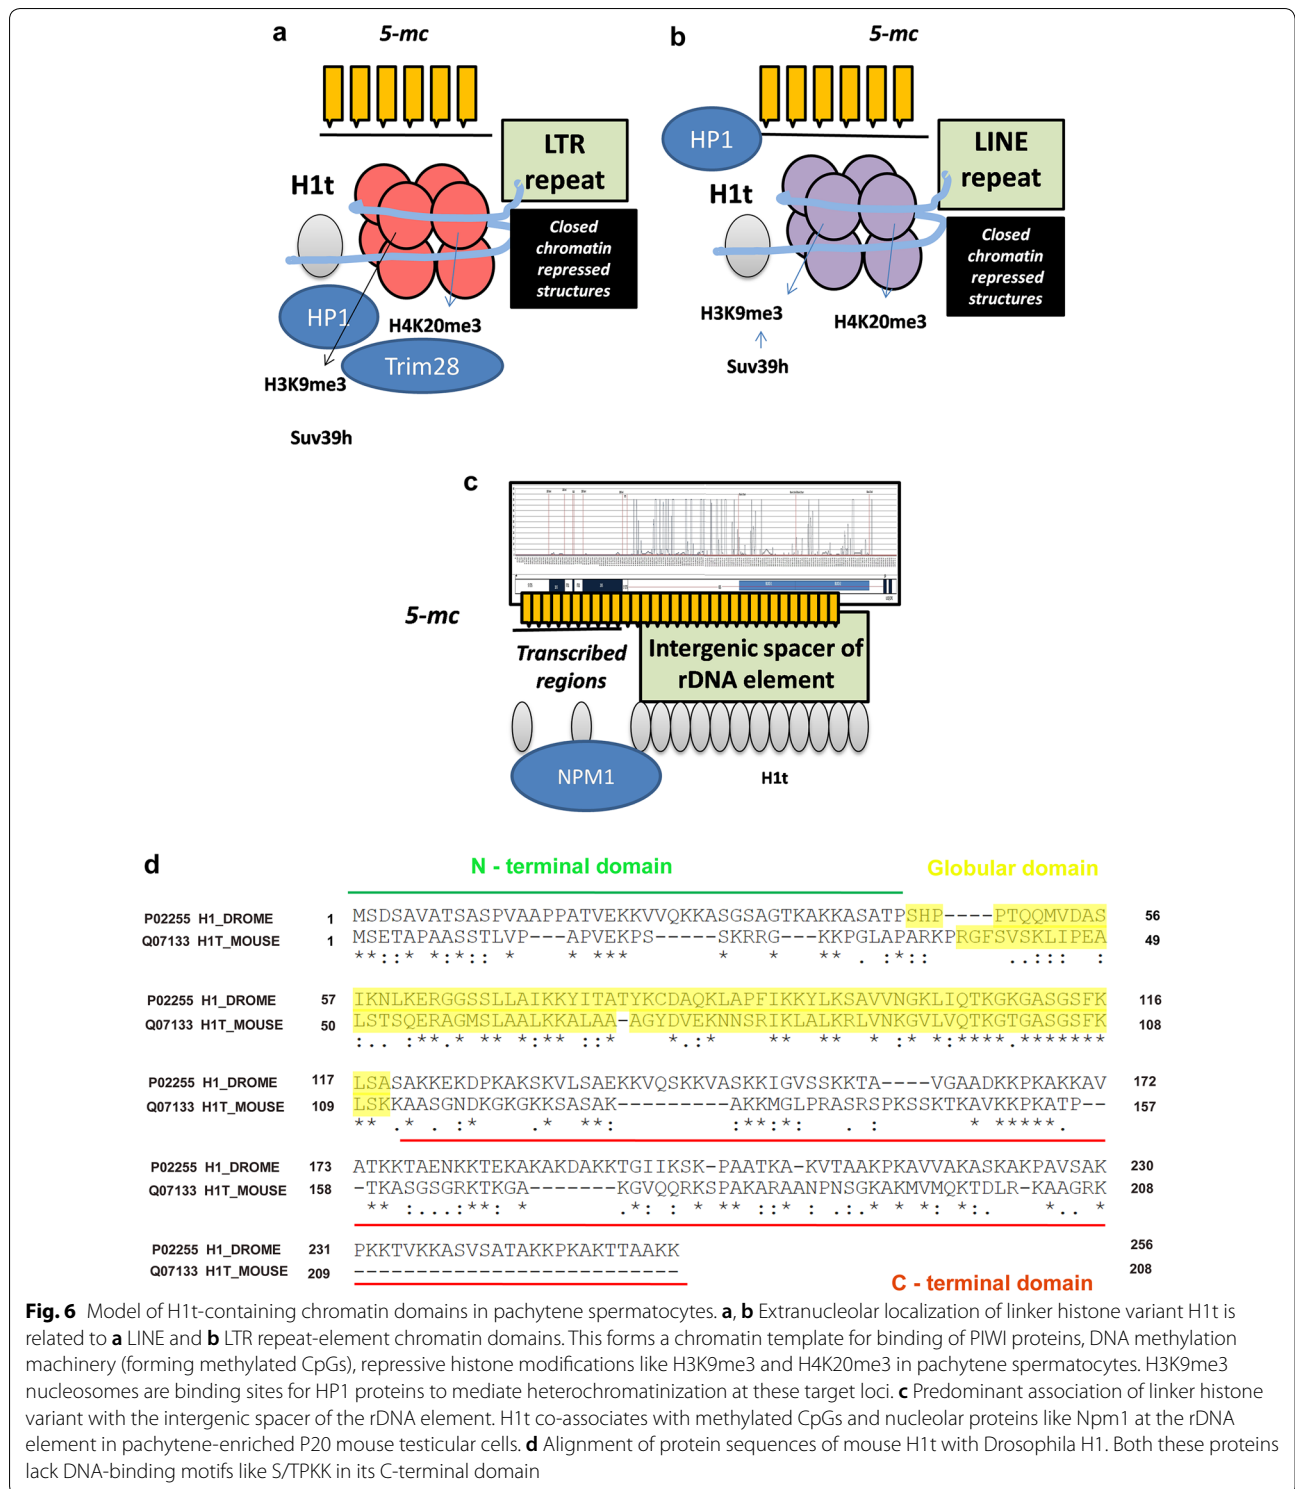 a
5-mc
LTR
repeat
H1t
Closed
chromatin
repressed
structures
HP1
H4K20me3
Trim28
H3K9me3
Suv39h
b
5-mc
HP1
LINE
repeat
H1t
Closed
chromatin
repressed
structures
H3K9me3
H4K20me3
Suv39h
c
5-mc
Transcribed
regions
Intergenic spacer of
rDNA element
NPM1
H1t
d
N - terminal domain
Globular domain
P02255 H1_DROME 1 MSDSAVATSASPVAAPPATVEKKVVQKKASGSAGTKAKKASATPSHP----PTQQMVDAS 56
Q07133 H1T_MOUSE 1 MSETAPAASSTLVP---APVEKPS-----SKRRG---KKPGLAPARKPRGFSVSKLIPEA 49
**::* *::: * * *** * * ** . :*:: ..::: :
P02255 H1_DROME 57 IKNLKERGGSSLLAIKKYITATYKCDAQKLAPFIKKYLKSAVVNGKLIQTKGKGASGSFK 116
Q07133 H1T_MOUSE 50 LSTSQERAGMSLAALKKALAA-AGYDVEKNNSRIKLALKRLVNKGVLVQTKGTGASGSFK 108
:.. :**.* ** *:** ::* *.:* ** ** * :* *:****.*******
P02255 H1_DROME 117 LSASAKKEKDPKAKSKVLSAEKKVQSKKVASKKIGVSSKKTA----VGAADKKPKAKKAV 172
Q07133 H1T_MOUSE 109 LSKKAASGNDKGKGKKSASAK---------AKKMGLPRASRSPKSSKTKAVKKPKATP-- 157
** .* . :* .* **: :**:*: . : * *****.
P02255 H1_DROME 173 ATKKTAENKKTEKAKAKDAKKTGIIKSK-PAATKA-KVTAAKPKAVVAKASKAKPAVSAK 230
Q07133 H1T_MOUSE 158 -TKASGSGRKTKGA-------KGVQQRKSPAKARAANPNSGKAKMVMQKTDLR-KAAGRK 208
** :...:**: * .*: : * ** ::* : .:.* * *: *:. *.. *
P02255 H1_DROME 231 PKKTVKKASVSATAKKPKAKTTAAKK 256
Q07133 H1T_MOUSE 209 -------------------------- 208
C - terminal domain
Fig. 6 Model of H1t-containing chromatin domains in pachytene spermatocytes. a, b Extranucleolar localization of linker histone variant H1t is
related to a LINE and b LTR repeat-element chromatin domains. This forms a chromatin template for binding of PIWI proteins, DNA methylation
machinery (forming methylated CpGs), repressive histone modifications like H3K9me3 and H4K20me3 in pachytene spermatocytes. H3K9me3
nucleosomes are binding sites for HP1 proteins to mediate heterochromatinization at these target loci. c Predominant association of linker histone
variant with the intergenic spacer of the rDNA element. H1t co-associates with methylated CpGs and nucleolar proteins like Npm1 at the rDNA
element in pachytene-enriched P20 mouse testicular cells. d Alignment of protein sequences of mouse H1t with Drosophila H1. Both these proteins
lack DNA-binding motifs like S/TPKK in its C-terminal domain